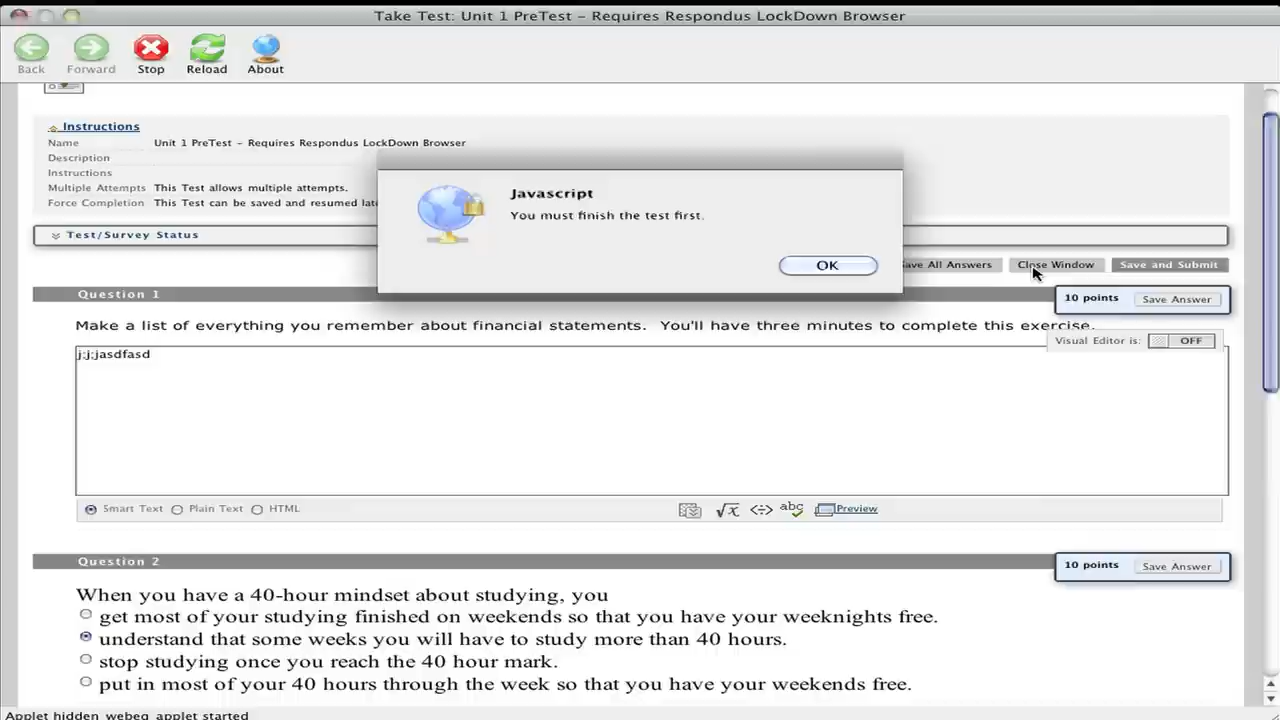 Take Test: Unit 1 PreTest – Requires Respondus LockDown Browser
Back Forward Stop Reload About
Instructions
Name Unit 1 PreTest – Requires Respondus LockDown Browser
Description
Instructions
Multiple Attempts This Test allows multiple attempts.
Force Completion This Test can be saved and resumed
Javascript
You must finish the test first.
OK
Test/Survey Status
All Answers Close Window Save and Submit
Question 1
10 points Save Answer
Make a list of everything you remember about financial statements. You'll have three minutes to complete this exercise.
Visual Editor is: OFF
j;j;jasdfasd
Smart Text Plain Text HTML abc Preview
Question 2
10 points Save Answer
When you have a 40-hour mindset about studying, you
get most of your studying finished on weekends so that you have your weeknights free.
understand that some weeks you will have to study more than 40 hours.
stop studying once you reach the 40 hour mark.
put in most of your 40 hours through the week so that you have your weekends free.
Applet hidden_webeq_applet started